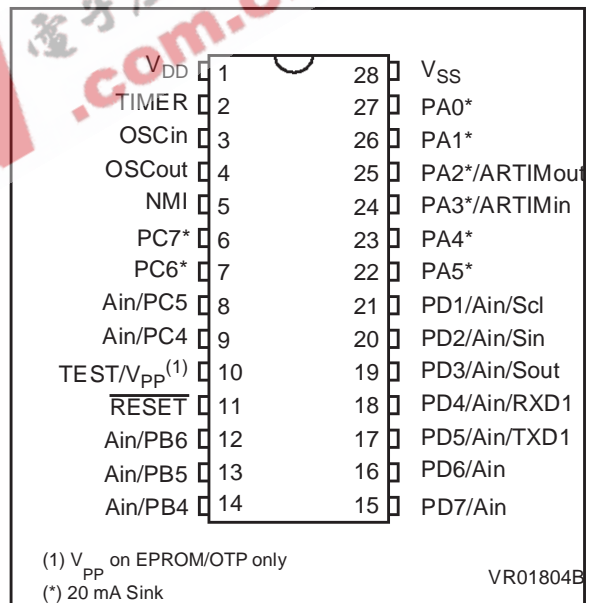 電子
.com.cn
VDD 1 28 VSS
TIMER 2 27 PA0*
OSCin 3 26 PA1*
OSCout 4 25 PA2*/ARTIMout
NMI 5 24 PA3*/ARTIMin
PC7* 6 23 PA4*
PC6* 7 22 PA5*
Ain/PC5 8 21 PD1/Ain/Scl
Ain/PC4 9 20 PD2/Ain/Sin
TEST/VPP(1) 10 19 PD3/Ain/Sout
RESET 11 18 PD4/Ain/RXD1
Ain/PB6 12 17 PD5/Ain/TXD1
Ain/PB5 13 16 PD6/Ain
Ain/PB4 14 15 PD7/Ain
(1) VPP on EPROM/OTP only
(*) 20 mA Sink
VR01804B